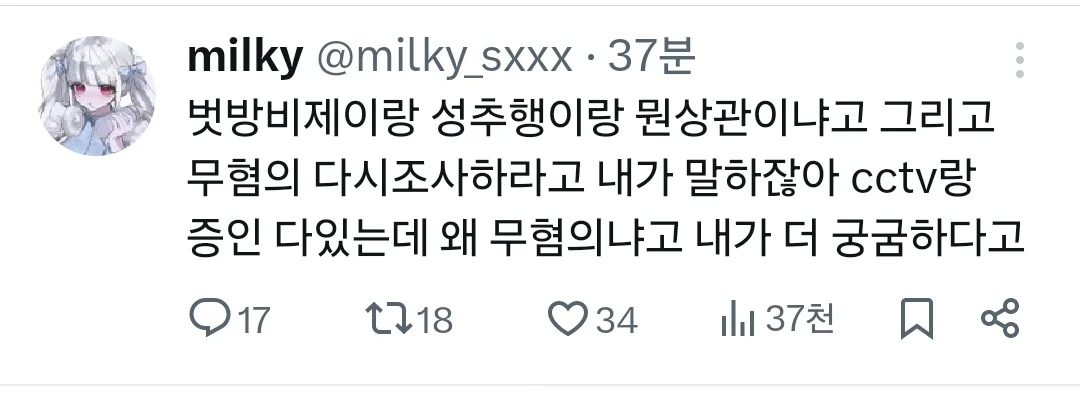 milky @milky_sxxx · 37분
벗방비제이랑 성추행이랑 뭔상관이냐고 그리고
무혐의 다시조사하라고 내가 말하잖아 cctv랑
증인 다있는데 왜 무혐의냐고 내가 더 궁굼하다고
17 18 34 37천